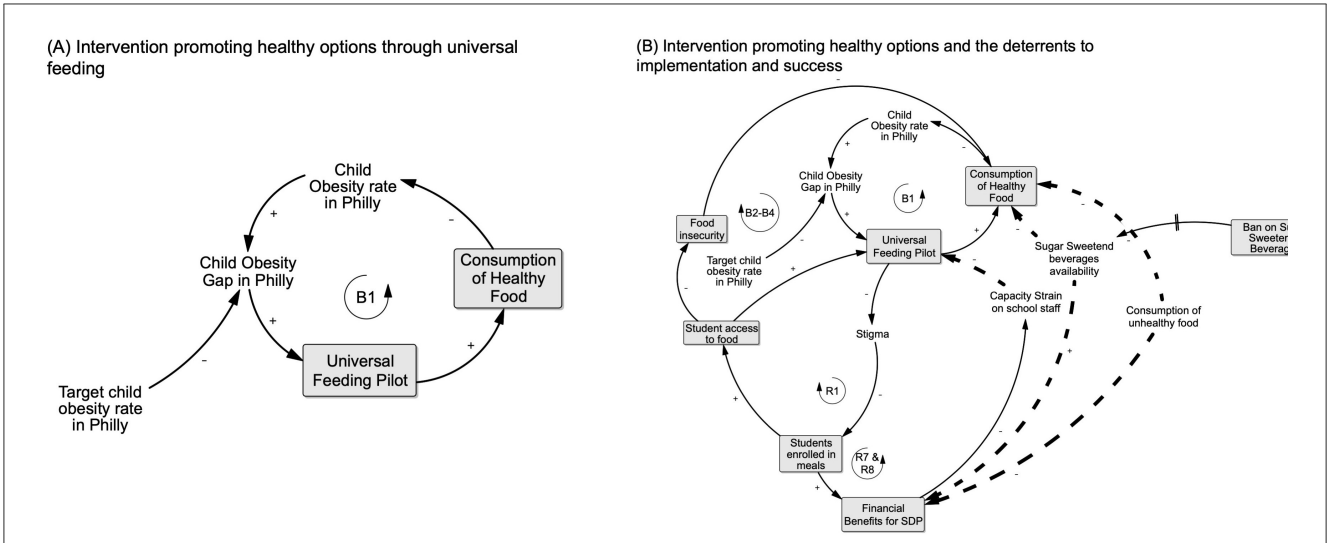 (A) Intervention promoting healthy options through universal
feeding
Child
Obesity rate
in Philly
+
-
Child Obesity
Gap in Philly
Consumption
of Healthy
Food
B1
+
+
-
Universal
Feeding Pilot
Target child
obesity rate
in Philly
(B) Intervention promoting healthy options and the deterrents to
implementation and success
-
Child
Obesity rate
in Philly
+
-
Child Obesity
Gap in Philly
Consumption
of Healthy
Food
B2-B4
B1
-
Food
insecurity
+
-
+
-
Universal
Feeding Pilot
Sugar Sweetend
beverages
availability
-
Ban on
Sweeten
Beverag
Target child
obesity rate
in Philly
+
-
-
Capacity Strain
on school staff
Student access
to food
-
Stigma
Consumption of
unhealthy food
+
R1
+
-
-
Students
enrolled in
meals
R7 &
R8
+
-
Financial
Benefits for SDP